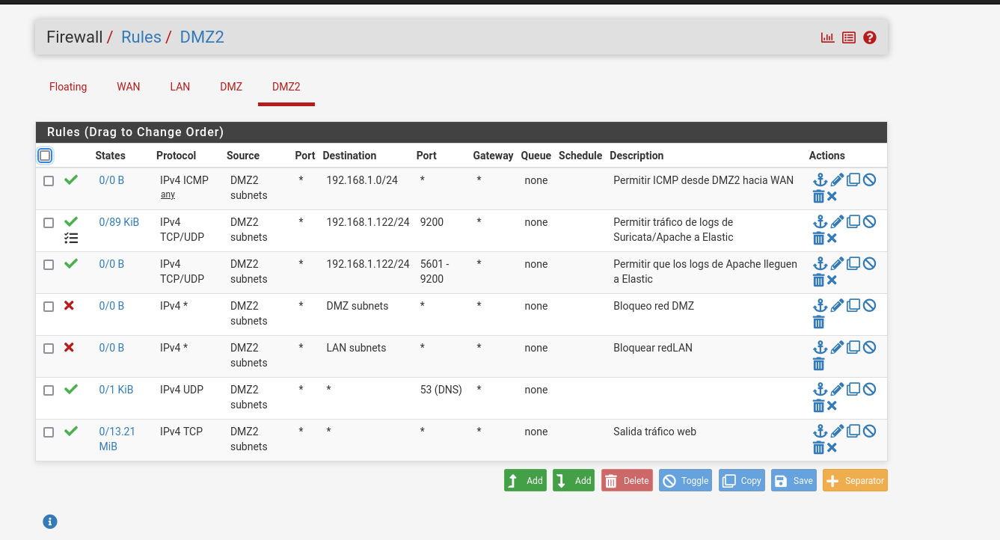 Firewall / Rules / DMZ2
Floating WAN LAN DMZ DMZ2
Rules (Drag to Change Order)
States Protocol Source Port Destination Port Gateway Queue Schedule Description Actions
0/0 B IPv4 ICMP DMZ2 * 192.168.1.0/24 * * none Permitir ICMP desde DMZ2 hacia WAN
any subnets
0/89 KiB IPv4 DMZ2 * 192.168.1.122/24 9200 * none Permitir tráfico de logs de
TCP/UDP subnets Suricata/Apache a Elastic
0/0 B IPv4 DMZ2 * 192.168.1.122/24 5601 - * none Permitir que los logs de Apache lleguen
TCP/UDP subnets 9200 a Elastic
0/0 B IPv4 * DMZ2 * DMZ subnets * * none Bloqueo red DMZ
subnets
0/0 B IPv4 * DMZ2 * LAN subnets * * none Bloquear redLAN
subnets
0/1 KiB IPv4 UDP DMZ2 * * 53 (DNS) * none
subnets
0/13.21 IPv4 TCP DMZ2 * * * * none Salida tráfico web
MiB subnets
Add Add Delete Toggle Copy Save Separator